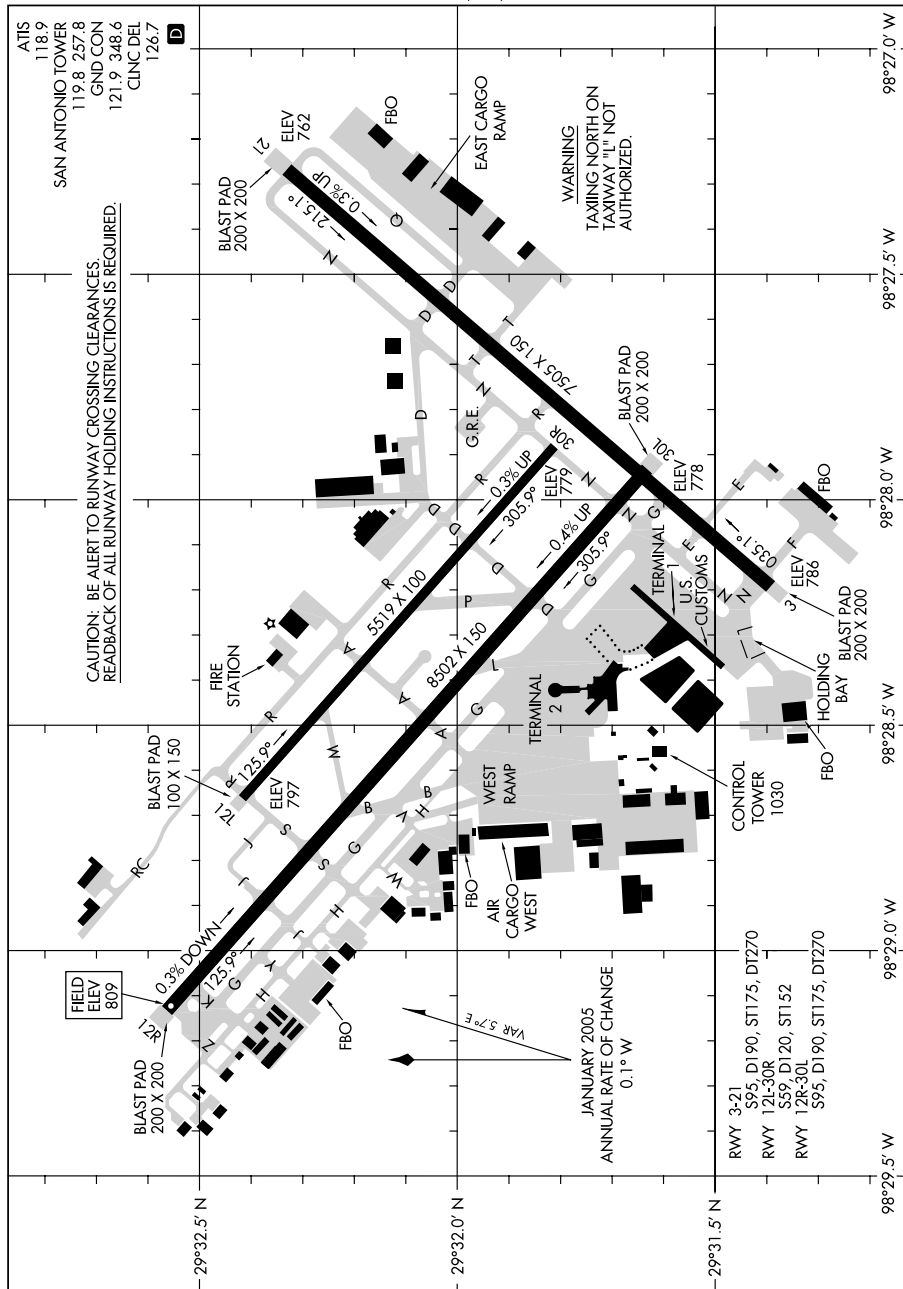 ATIS
118.9
SAN ANTONIO TOWER
119.8 257.8
GND CON
121.9 348.6
CLNC DEL
126.7
D
CAUTION: BE ALERT TO RUNWAY CROSSING CLEARANCES.
READBACK OF ALL RUNWAY HOLDING INSTRUCTIONS IS REQUIRED.
FIELD
ELEV
809
BLAST PAD
200 X 200
12R
0.3% DOWN
125.9°
RC
BLAST PAD
100 X 150
12L
R
125.9°
ELEV
797
FIRE
STATION
R
R
R
R
5519 X 100
8502 X 150
0.3% UP
305.9°
30R
ELEV
779
0.4% UP
305.9°
BLAST PAD
200 X 200
30L
ELEV
778
BLAST PAD
200 X 200
21
ELEV
762
215.1°
0.3% UP
N
Q
D
D
D
D
D
D
D
T
T
N
N
N
N
N
N
R
G.R.E.
7505 X 150
FBO
EAST CARGO
RAMP
WARNING
TAXIING NORTH ON
TAXIWAY "L" NOT
AUTHORIZED.
Z
K
G
Y
H
J
H
J
J
S
S
G
W
V
H
B
B
W
A
A
A
G
L
P
G
G
E
E
F
035.1°
ELEV
786
3
BLAST PAD
200 X 200
FBO
HOLDING
BAY
FBO
TERMINAL
1
U.S.
CUSTOMS
TERMINAL
2
WEST
RAMP
CONTROL
TOWER
1030
FBO
AIR
CARGO
WEST
FBO
VAR 5.7° E
JANUARY 2005
ANNUAL RATE OF CHANGE
0.1° W
RWY 3-21
S95, D190, ST175, DT270
RWY 12L-30R
S59, D120, ST152
RWY 12R-30L
S95, D190, ST175, DT270
29°32.5' N
29°32.0' N
29°31.5' N
98°29.5' W
98°29.0' W
98°28.5' W
98°28.0' W
98°27.5' W
98°27.0' W